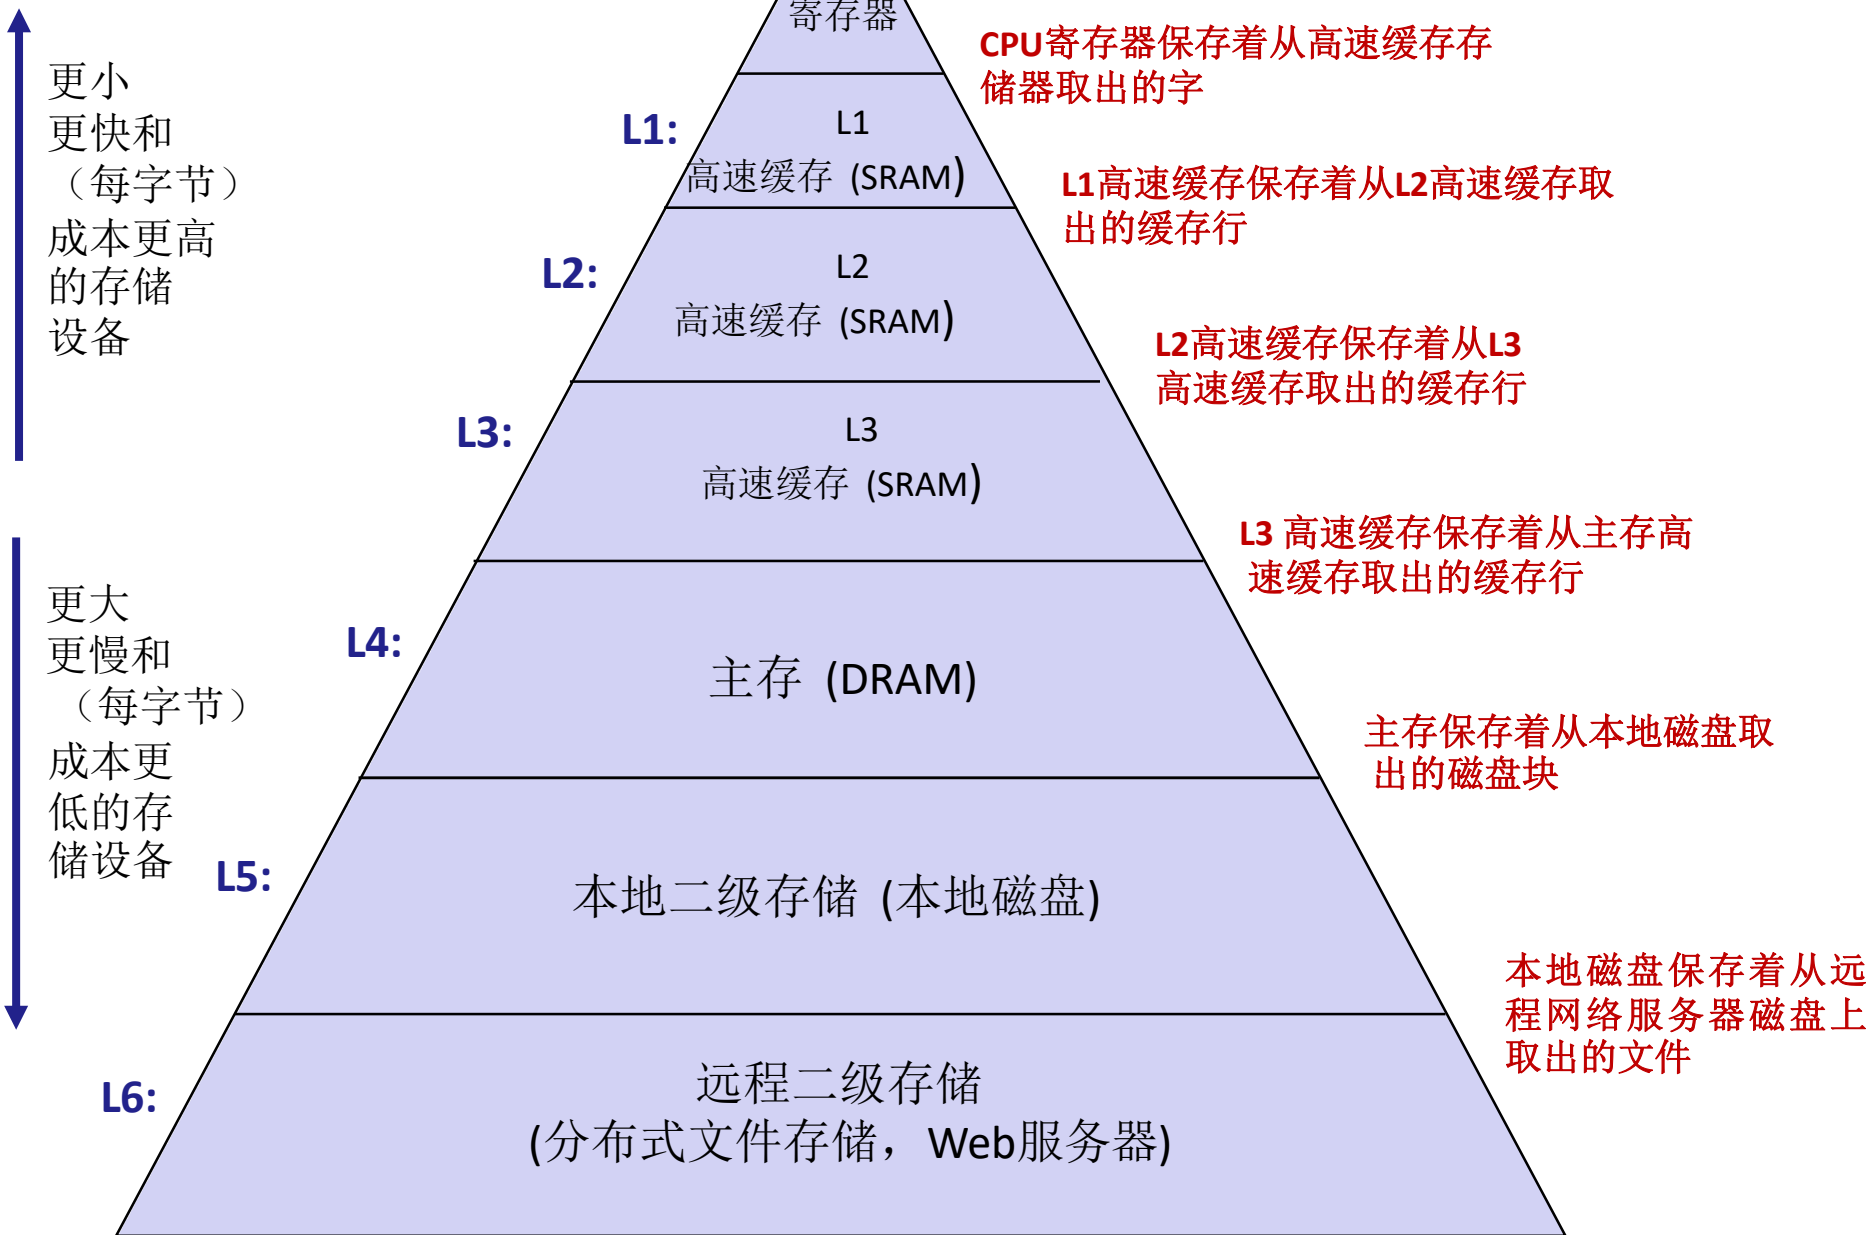 寄存器
CPU寄存器保存着从高速缓存存
储器取出的字
更小
更快和
（每字节）
成本更高
的存储
设备
L1:
L1
高速缓存 (SRAM)
L1高速缓存保存着从L2高速缓存取
出的缓存行
L2:
L2
高速缓存 (SRAM)
L2高速缓存保存着从L3
高速缓存取出的缓存行
L3:
L3
高速缓存 (SRAM)
L3 高速缓存保存着从主存高
速缓存取出的缓存行
更大
更慢和
（每字节）
成本更
低的存
储设备
L4:
主存 (DRAM)
主存保存着从本地磁盘取
出的磁盘块
L5:
本地二级存储 (本地磁盘)
本地磁盘保存着从远
程网络服务器磁盘上
取出的文件
L6:
远程二级存储
(分布式文件存储，Web服务器)